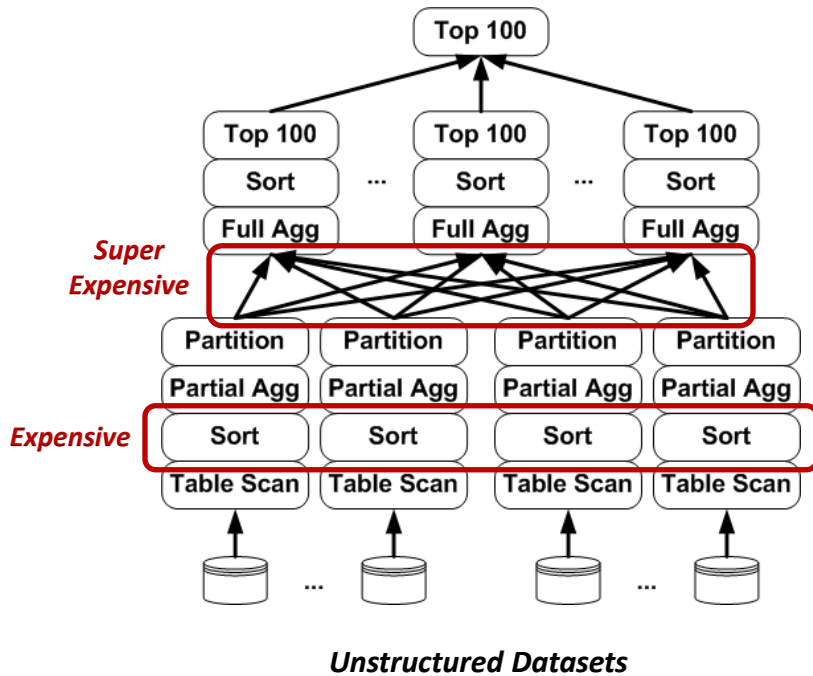 Top 100
Top 100 Top 100 Top 100
... ...
Sort Sort Sort
Full Agg Full Agg Full Agg
Super
Expensive
Partition Partition Partition Partition
Partial Agg Partial Agg Partial Agg Partial Agg
Expensive
Sort Sort Sort Sort
Table Scan Table Scan Table Scan Table Scan
... ...
Unstructured Datasets